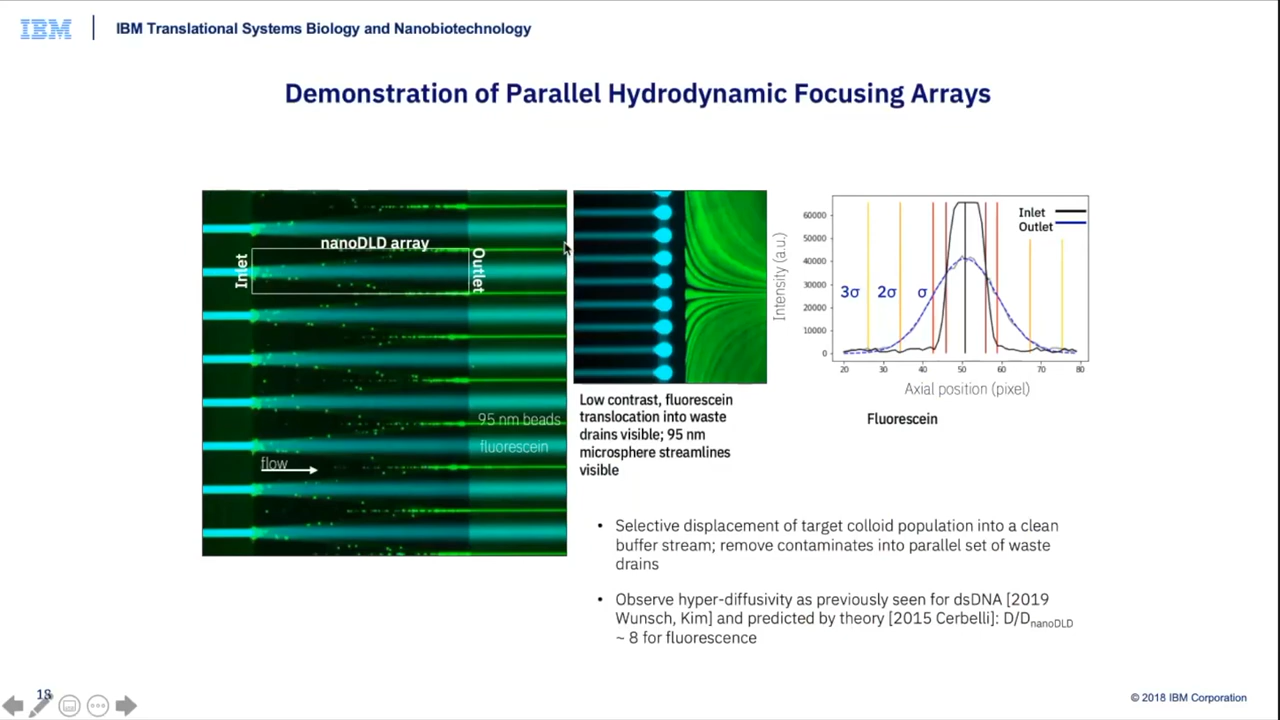 IBM
IBM Translational Systems Biology and Nanobiotechnology
Demonstration of Parallel Hydrodynamic Focusing Arrays
nanoDLD array
Inlet
Outlet
95 nm beads
fluorescein
flow
Low contrast, fluorescein
translocation into waste
drains visible; 95 nm
microsphere streamlines
visible
Intensity (a.u.)
60000
50000
40000
30000
20000
10000
0
Inlet
Outlet
3σ 2σ σ
20 30 40 50 60 70 80
Axial position (pixel)
Fluorescein
• Selective displacement of target colloid population into a clean
buffer stream; remove contaminates into parallel set of waste
drains
• Observe hyper-diffusivity as previously seen for dsDNA [2019
Wunsch, Kim] and predicted by theory [2015 Cerbelli]: D/DnanoDLD
~ 8 for fluorescence
18
© 2018 IBM Corporation